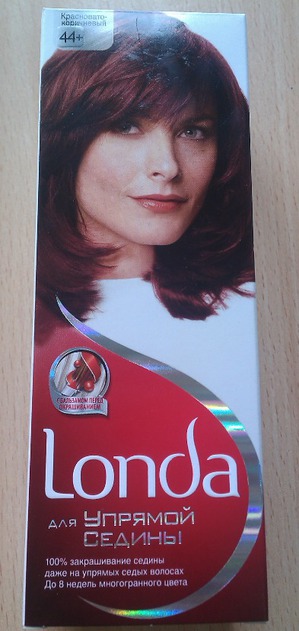 Красновато-
коричневый
44+
С БАЛЬЗАМОМ ПЕРЕД
ОКРАШИВАНИЕМ
Londa
для Упрямой
Седины
100% закрашивание седины
даже на упрямых седых волосах
До 8 недель многогранного цвета